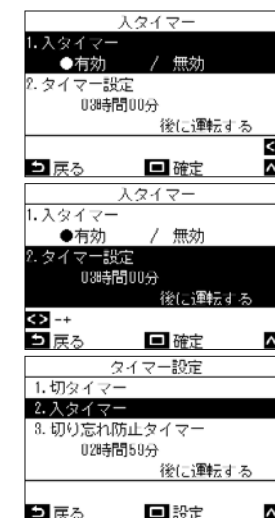 入タイマー
1.入タイマー
●有効 / 無効
2.タイマー設定
03時間00分
後に運転する
戻る 確定
入タイマー
1.入タイマー
●有効 / 無効
2.タイマー設定
03時間00分
後に運転する
<> -+
戻る 確定
タイマー設定
1.切タイマー
2.入タイマー
3.切り忘れ防止タイマー
02時間59分
後に運転する
戻る 設定